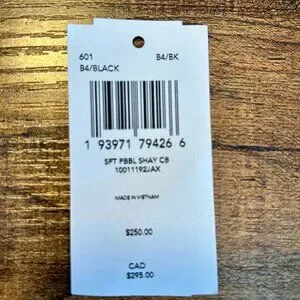 601 B4/BK
B4/BLACK
1 93971 79426 6
SFT PBBL SHAY CB
10011192JAX
MADE IN VIETNAM
$250.00
CAD
$295.00